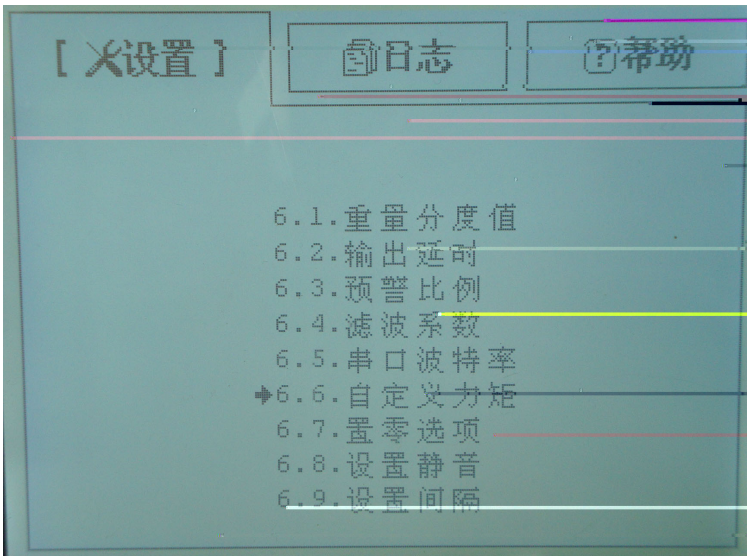 [ 设置 ] 日志 ?帮助
6.1.重量分度值
6.2.输出延时
6.3.预警比例
6.4.滤波系数
6.5.串口波特率
6.6.自定义力矩
6.7.置零选项
6.8.设置静音
6.9.设置间隔